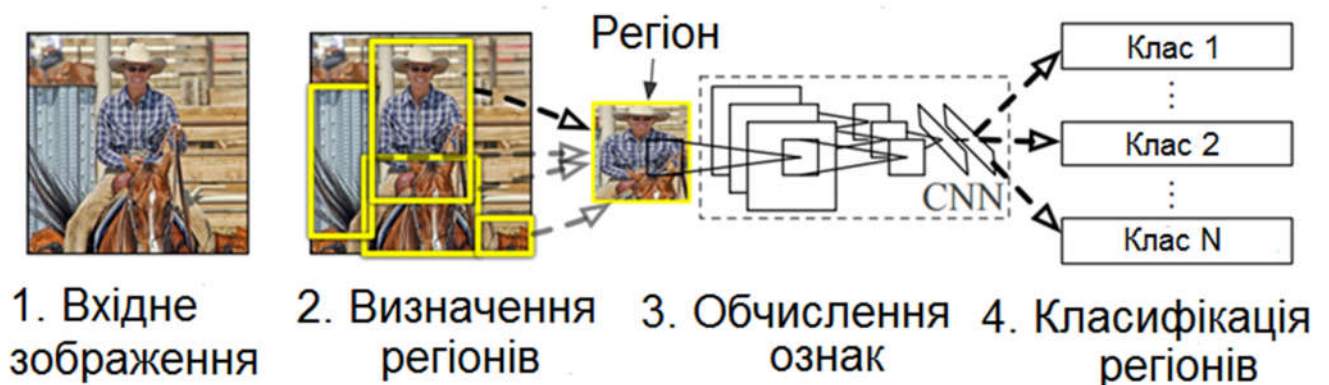 Регіон
Клас 1
Клас 2
CNN
Клас N
1. Вхідне
зображення
2. Визначення
регіонів
3. Обчислення
ознак
4. Класифікація
регіонів